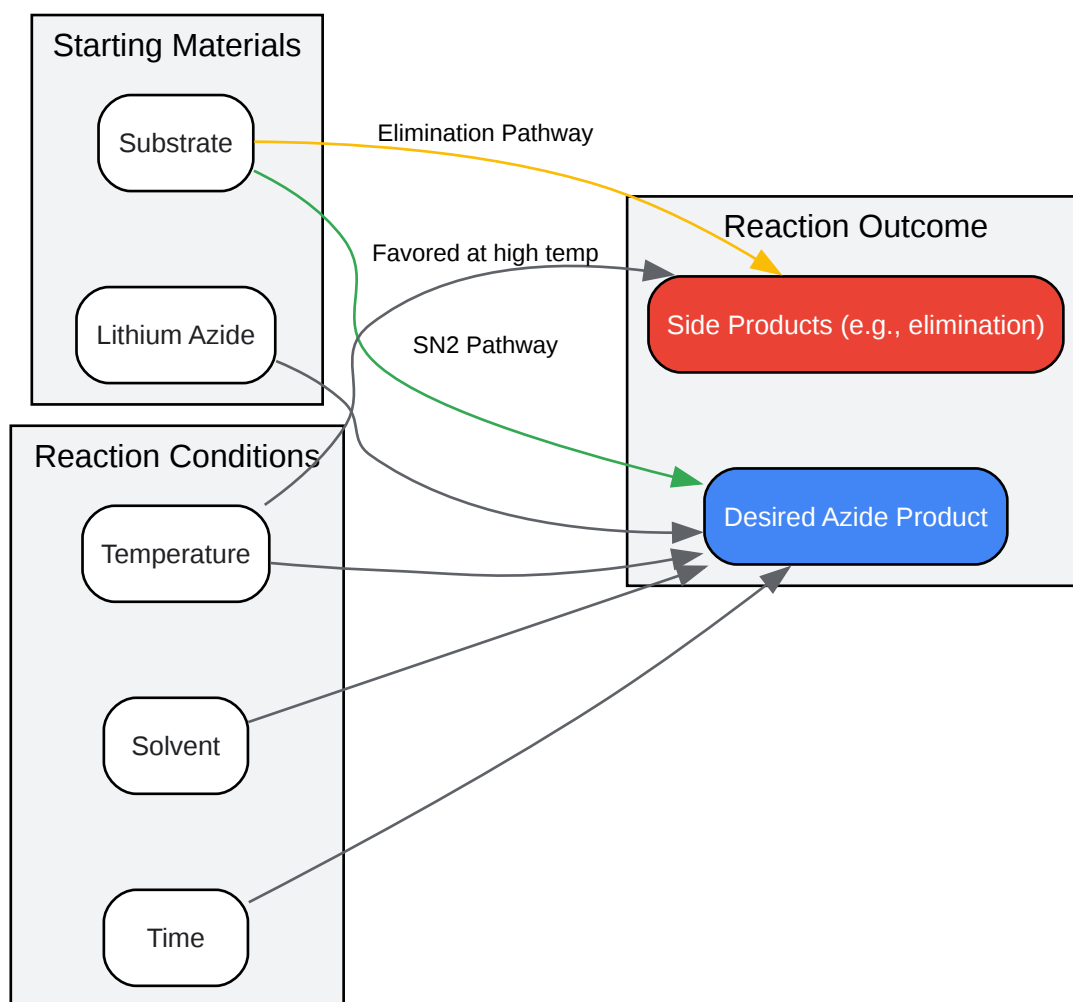 Starting Materials
Substrate
Lithium Azide
Elimination Pathway
Favored at high temp
SN2 Pathway
Reaction Outcome
Side Products (e.g., elimination)
Desired Azide Product
Reaction Conditions
Temperature
Solvent
Time